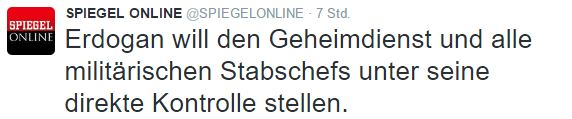 SPIEGEL ONLINE
SPIEGEL ONLINE @SPIEGELONLINE · 7 Std.
Erdogan will den Geheimdienst und alle
militärischen Stabschefs unter seine
direkte Kontrolle stellen.